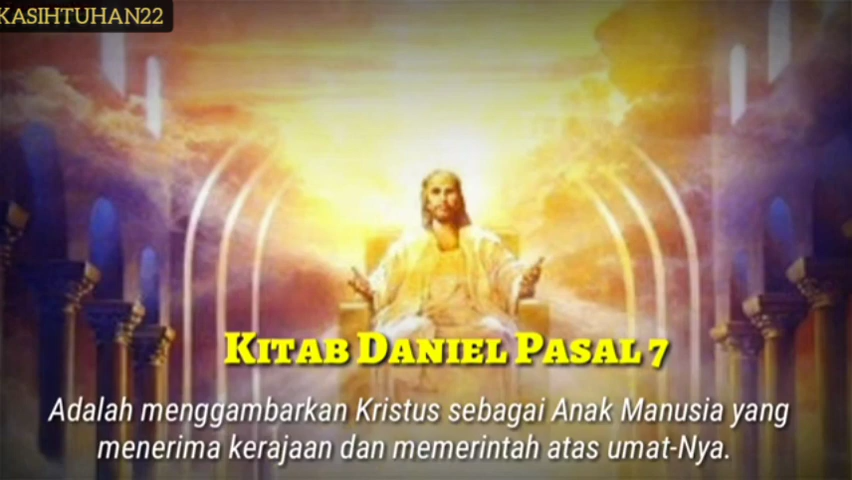 KASIHTUHAN22
Kitab Daniel Pasal 7
Adalah menggambarkan Kristus sebagai Anak Manusia yang
menerima kerajaan dan memerintah atas umat-Nya.